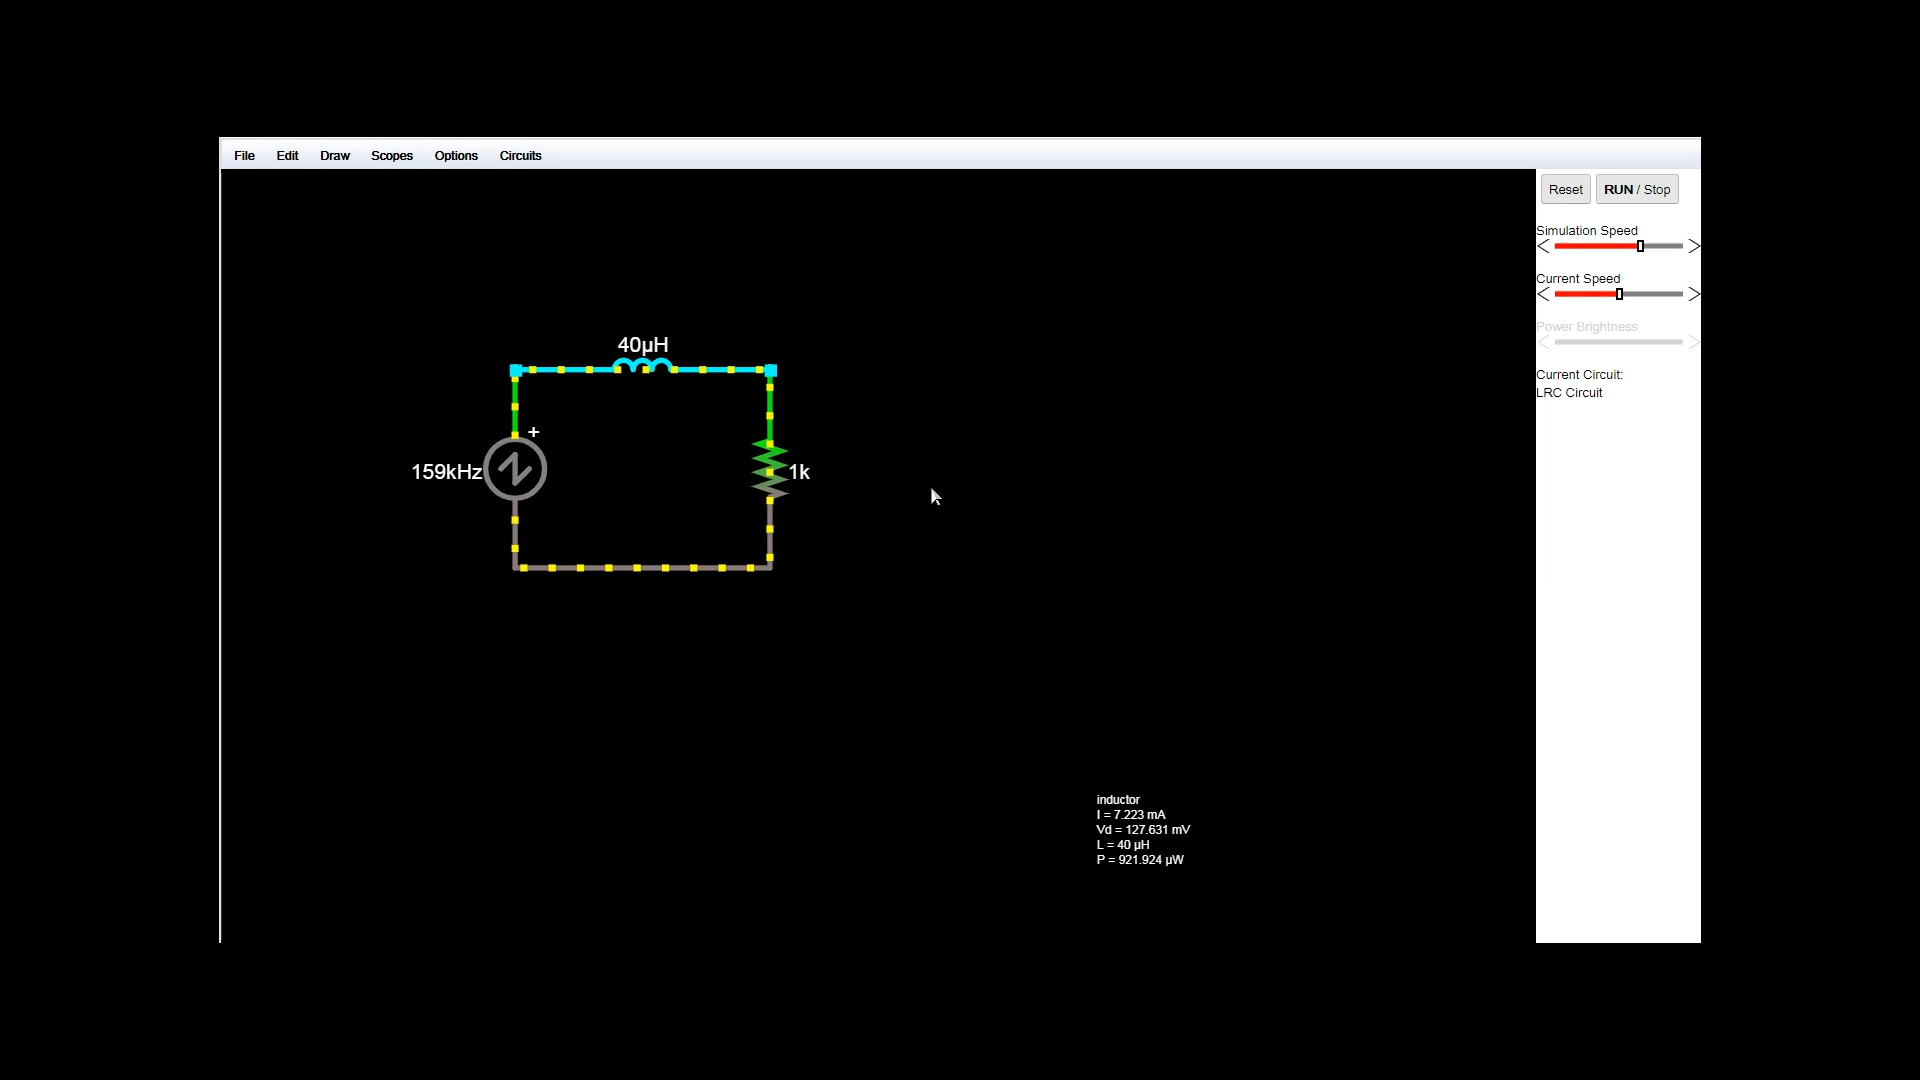 File Edit Draw Scopes Options Circuits
Reset RUN / Stop
Simulation Speed
Current Speed
Power Brightness
Current Circuit:
LRC Circuit
40µH
+
159kHz
1k
inductor
I = 7.223 mA
Vd = 127.631 mV
L = 40 µH
P = 921.924 µW